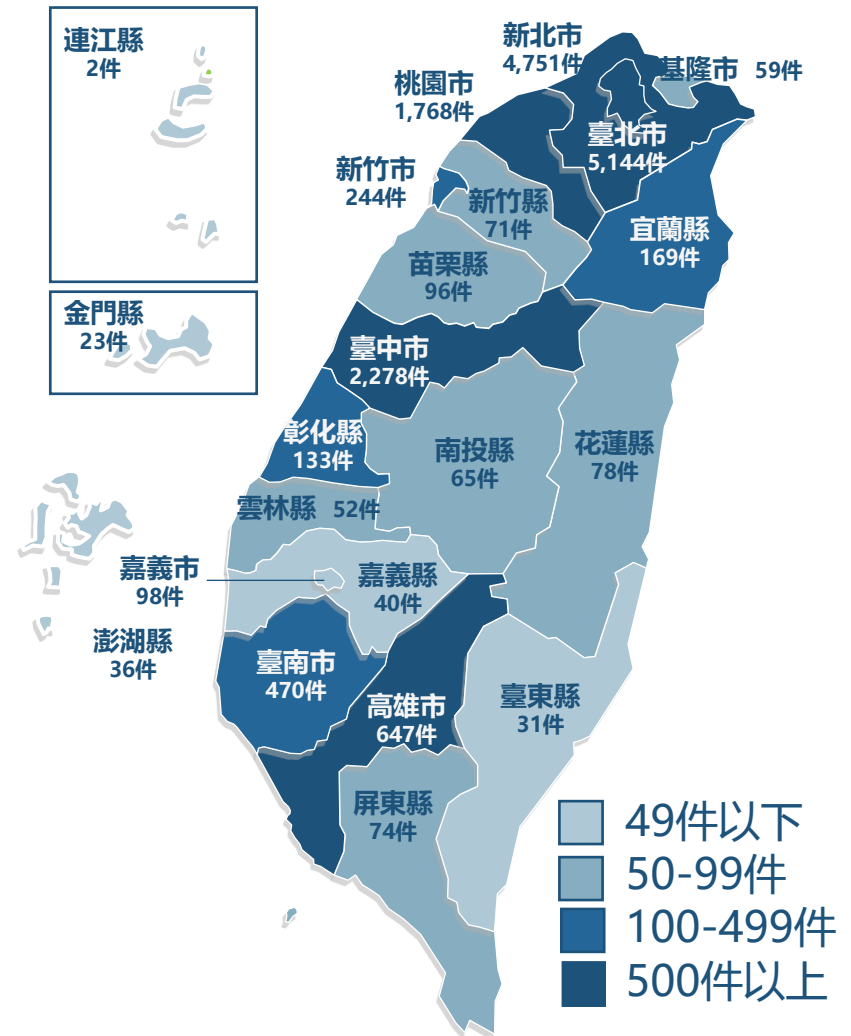 連江縣
2件
新北市
4,751件
基隆市 59件
桃園市
1,768件
臺北市
5,144件
新竹市
244件
新竹縣
71件
宜蘭縣
169件
苗栗縣
96件
金門縣
23件
臺中市
2,278件
彰化縣
133件
南投縣
65件
花蓮縣
78件
雲林縣 52件
嘉義市
98件
嘉義縣
40件
澎湖縣
36件
臺南市
470件
高雄市
647件
臺東縣
31件
屏東縣
74件
49件以下
50-99件
100-499件
500件以上